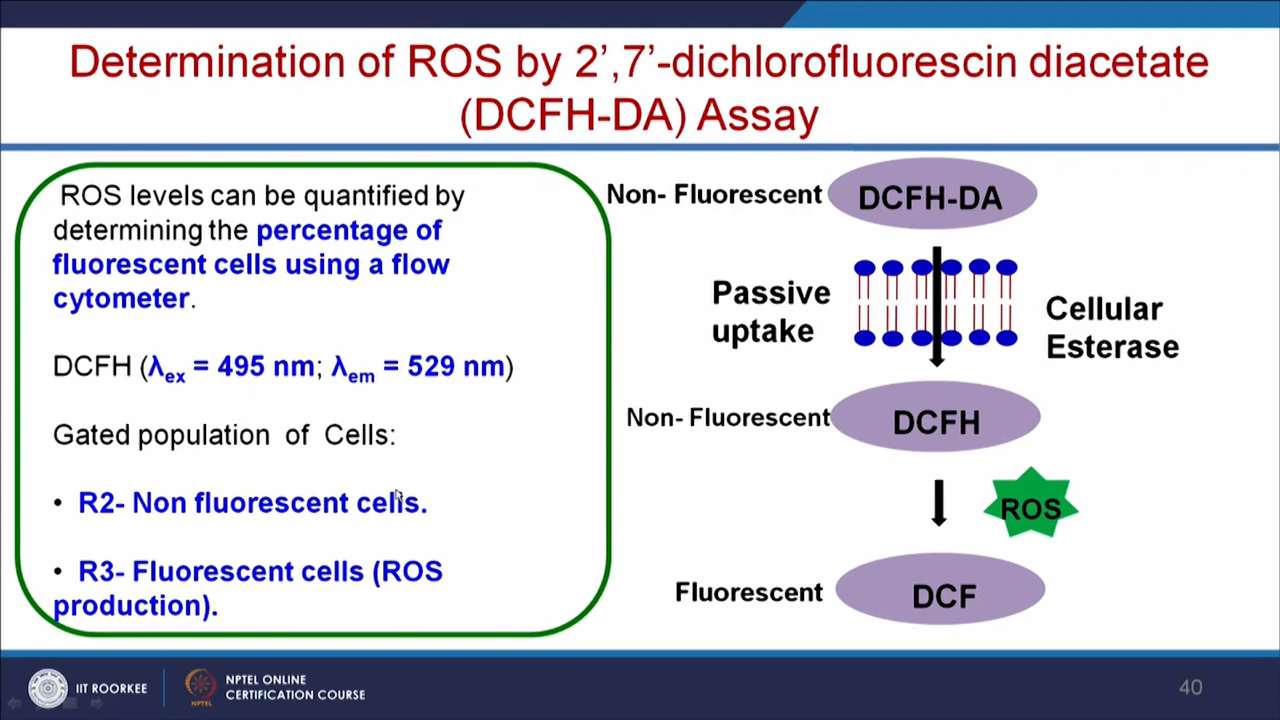 Determination of ROS by 2’,7’-dichlorofluorescin diacetate
(DCFH-DA) Assay
ROS levels can be quantified by
determining the percentage of
fluorescent cells using a flow
cytometer.
DCFH (λex = 495 nm; λem = 529 nm)
Gated population of Cells:
• R2- Non fluorescent cells.
• R3- Fluorescent cells (ROS
production).
Non- Fluorescent
DCFH-DA
Passive
uptake
Cellular
Esterase
Non- Fluorescent
DCFH
ROS
Fluorescent
DCF
IIT ROORKEE
NPTEL ONLINE
CERTIFICATION COURSE
NPTEL
40